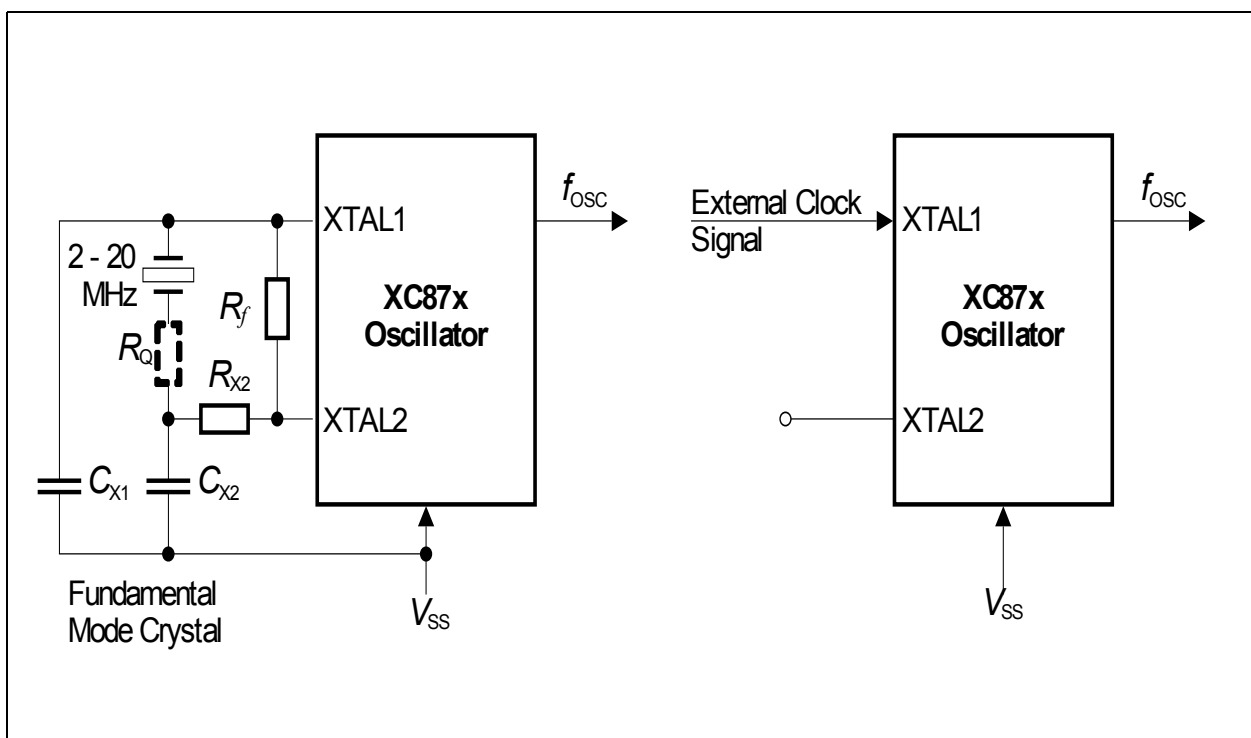 XTAL1
f_OSC
2 - 20
MHz
R_f
XC87x
Oscillator
R_Q
R_X2
XTAL2
C_X1
C_X2
Fundamental
Mode Crystal
V_SS
External Clock
Signal
XTAL1
f_OSC
XC87x
Oscillator
XTAL2
V_SS